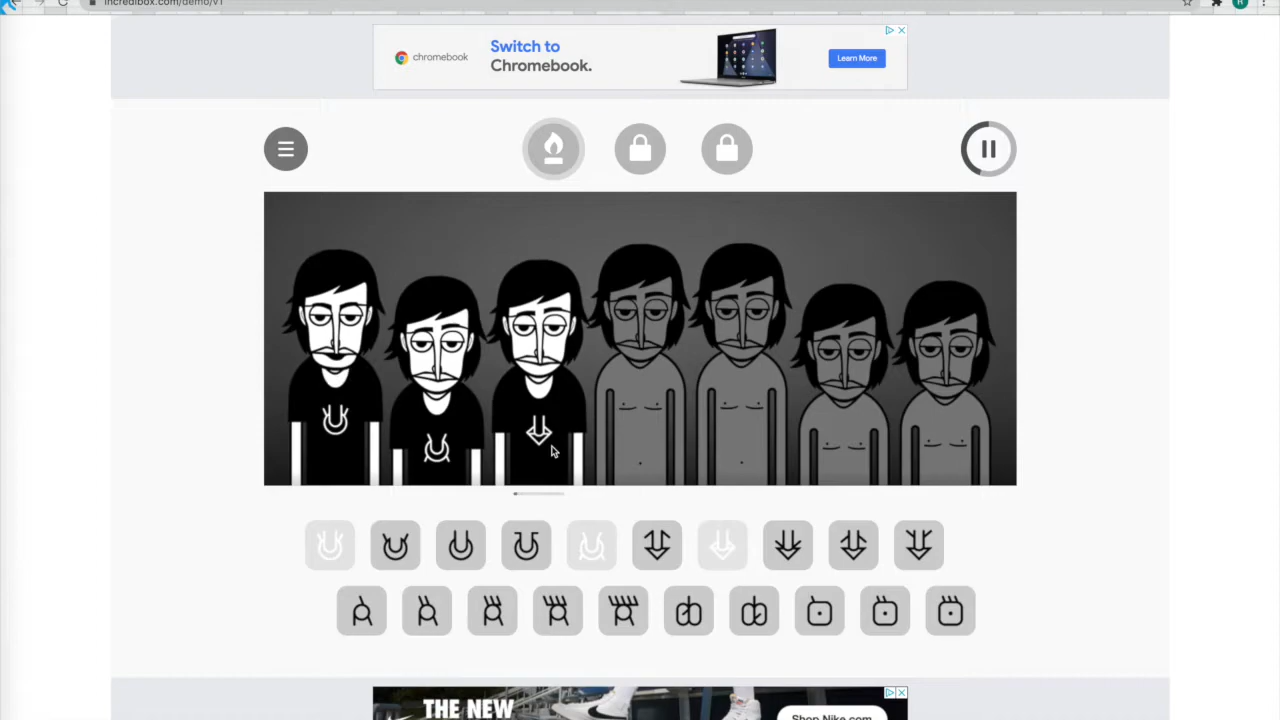 incredibox.com/demo/v1
chromebook
Switch to
Chromebook.
Learn More
THE NEW
Shop Nike.com